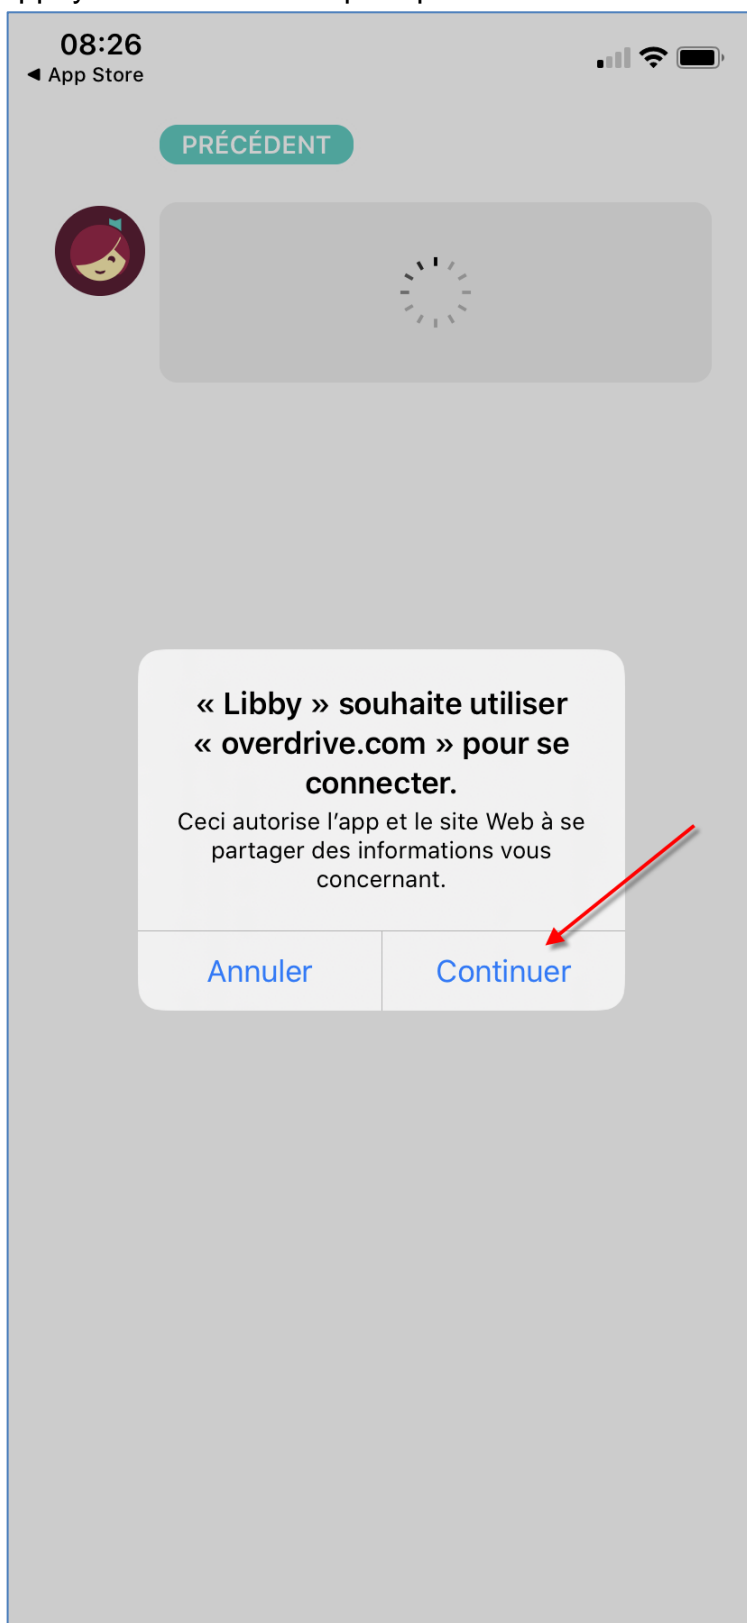 08:26
◀ App Store
PRÉCÉDENT
« Libby » souhaite utiliser
« overdrive.com » pour se
connecter.
Ceci autorise l’app et le site Web à se
partager des informations vous
concernant.
Annuler
Continuer